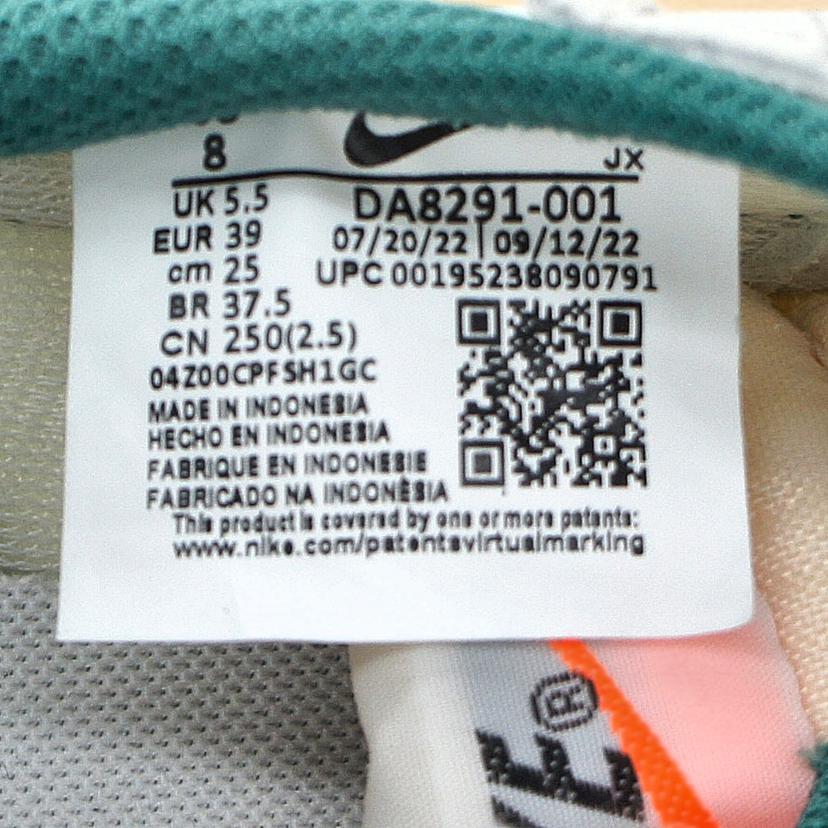 8
JX
UK 5.5
DA8291-001
EUR 39
07/20/22 | 09/12/22
cm 25
UPC 00195238090791
BR 37.5
CN 250(2.5)
04Z00CPFSH1GC
MADE IN INDONESIA
HECHO EN INDONESIA
FABRIQUE EN INDONESIE
FABRICADO NA INDONÉSIA
This product is covered by one or more patents:
www.nike.com/patentsvirtualmarking
®